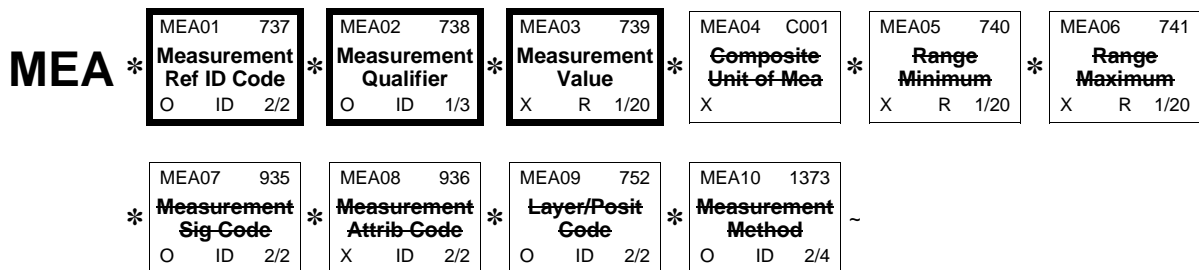 MEA01 737 MEA02 738 MEA03 739 MEA04 C001 MEA05 740 MEA06 741
MEA * Measurement * Measurement * Measurement * Composite * Range * Range
Ref ID Code Qualifier Value Unit of Mea Minimum Maximum
O ID 2/2 O ID 1/3 X R 1/20 X X R 1/20 X R 1/20
MEA07 935 MEA08 936 MEA09 752 MEA10 1373
* Measurement * Measurement * Layer/Posit * Measurement ~
Sig Code Attrib Code Code Method
O ID 2/2 X ID 2/2 O ID 2/2 O ID 2/4